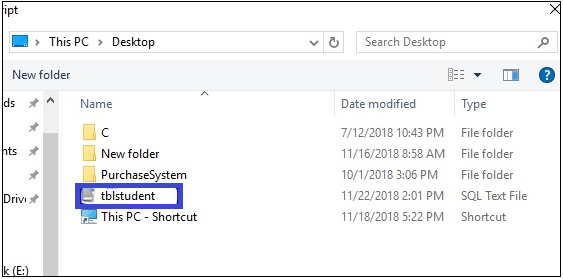 ript
This PC > Desktop
Search Desktop
New folder
?
Name Date modified Type
ds
C 7/12/2018 10:43 PM File folder
New folder 11/16/2018 8:58 AM File folder
nts
PurchaseSystem 10/1/2018 3:06 PM File folder
Drive
tblstudent 11/22/2018 2:01 PM SQL Text File
This PC - Shortcut 11/18/2018 5:22 PM Shortcut
k (E:)